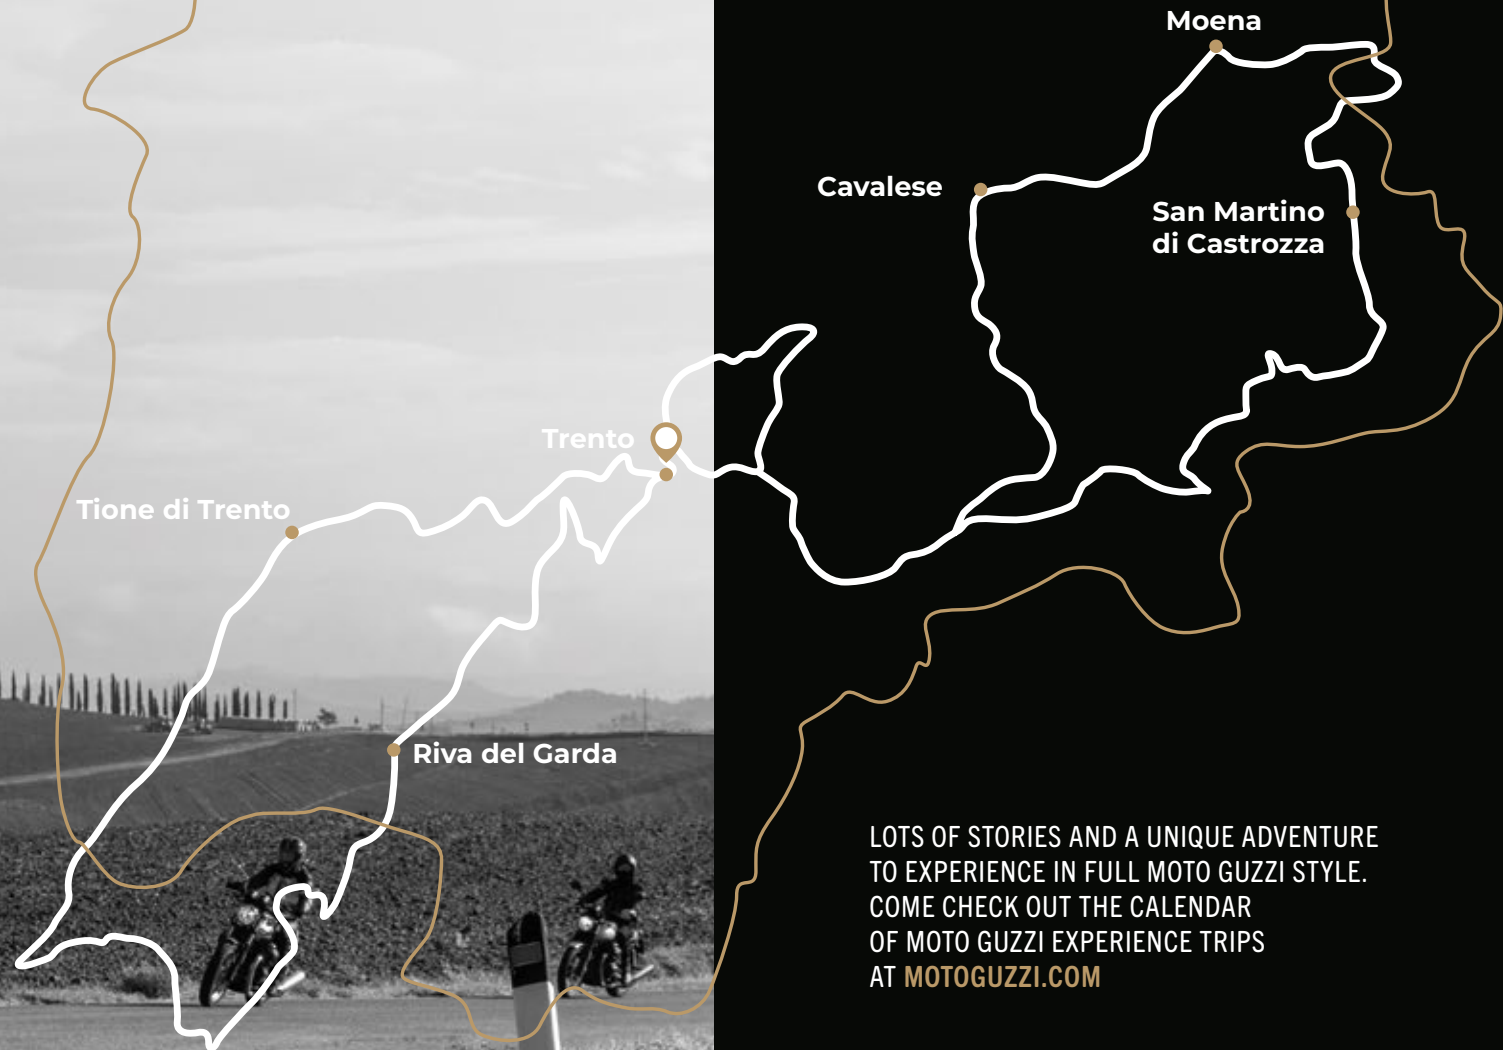 Moena
Cavalese
San Martino
di Castrozza
Trento
Tione di Trento
Riva del Garda
LOTS OF STORIES AND A UNIQUE ADVENTURE
TO EXPERIENCE IN FULL MOTO GUZZI STYLE.
COME CHECK OUT THE CALENDAR
OF MOTO GUZZI EXPERIENCE TRIPS
AT MOTOGUZZI.COM